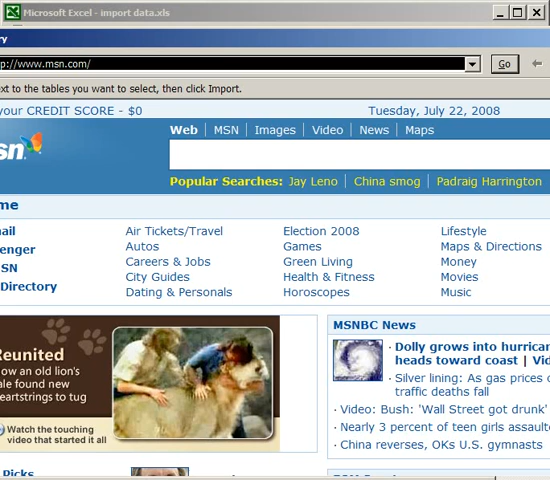 Microsoft Excel - import data.xls
ry
p://www.msn.com/ Go
ext to the tables you want to select, then click Import.
your CREDIT SCORE - $0 Tuesday, July 22, 2008
sn
Web MSN Images Video News Maps
Popular Searches: Jay Leno China smog Padraig Harrington
me
ail Air Tickets/Travel Election 2008 Lifestyle
enger Autos Games Maps & Directions
SN Careers & Jobs Green Living Money
Directory City Guides Health & Fitness Movies
Dating & Personals Horoscopes Music
MSNBC News
Reunited
ow an old lion's
ale found new
eartstrings to tug
Watch the touching
video that started it all
· Dolly grows into hurrican
heads toward coast | Vid
· Silver lining: As gas prices c
traffic deaths fall
· Video: Bush: 'Wall Street got drunk'
· Nearly 3 percent of teen girls assaulte
· China reverses, OKs U.S. gymnasts
Picks